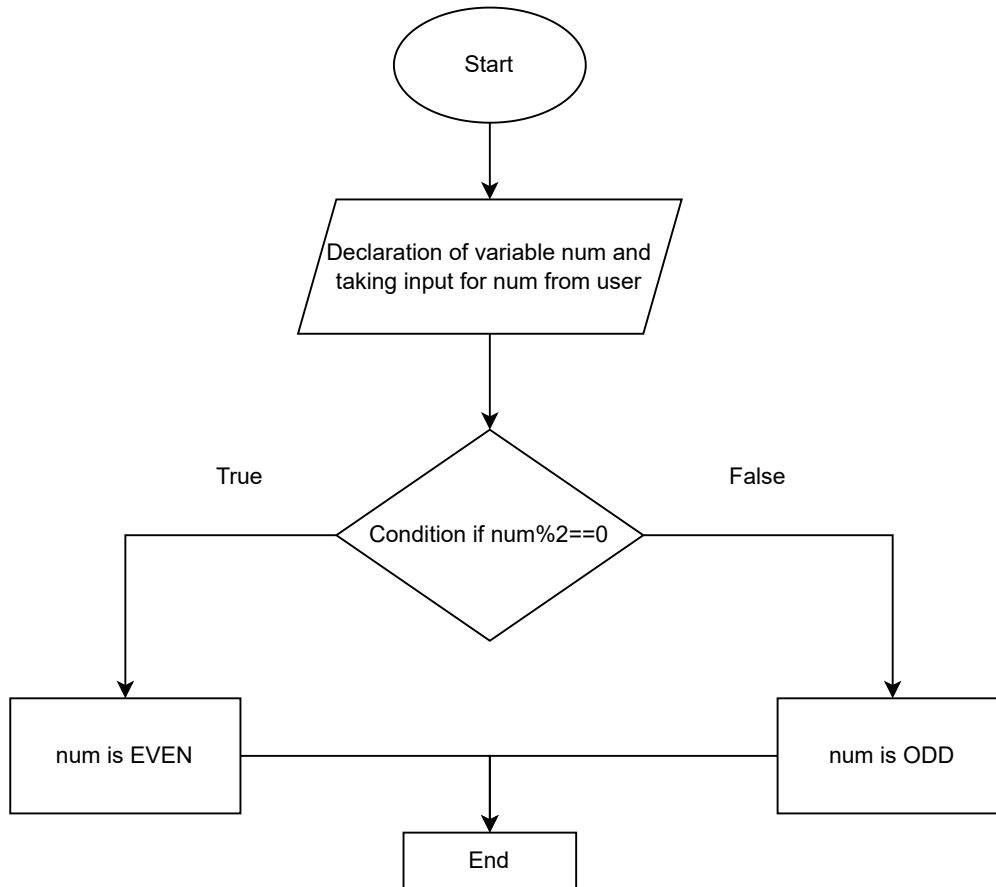 Start
Declaration of variable num and
taking input for num from user
True
False
Condition if num%2==0
num is EVEN
num is ODD
End